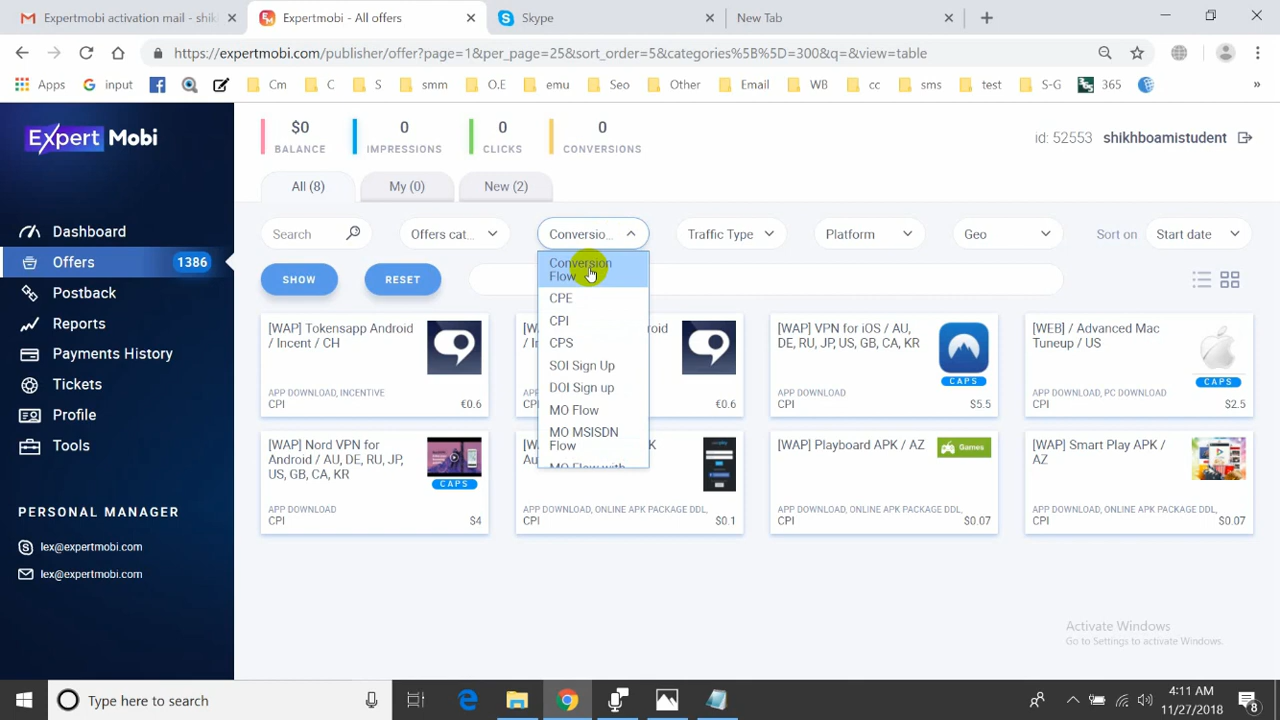 Expertmobi activation mail - shik
Expertmobi - All offers
Skype
New Tab
https://expertmobi.com/publisher/offer?page=1&per_page=25&sort_order=5&categories%5B%5D=300&q=&view=table
Apps
input
Cm
C
S
smm
O.E
emu
Seo
Other
Email
WB
cc
sms
test
S-G
365
Expert Mobi
$0
BALANCE
0
IMPRESSIONS
0
CLICKS
0
CONVERSIONS
id: 52553
shikhboamistudent
Dashboard
Offers
1386
Postback
Reports
Payments History
Tickets
Profile
Tools
PERSONAL MANAGER
lex@expertmobi.com
lex@expertmobi.com
All (8)
My (0)
New (2)
Search
Offers cat...
Conversio...
Traffic Type
Platform
Geo
Sort on
Start date
SHOW
RESET
Conversion
Flow
CPE
CPI
CPS
SOI Sign Up
DOI Sign up
MO Flow
MO MSISDN
Flow
MO Flow with
[WAP] Tokensapp Android
/ Incent / CH
APP DOWNLOAD, INCENTIVE
CPI
€0.6
€0.6
[WAP] VPN for iOS / AU,
DE, RU, JP, US, GB, CA, KR
CAPS
APP DOWNLOAD
CPI
$5.5
[WEB] / Advanced Mac
Tuneup / US
CAPS
APP DOWNLOAD, PC DOWNLOAD
CPI
$2.5
[WAP] Nord VPN for
Android / AU, DE, RU, JP,
US, GB, CA, KR
CAPS
APP DOWNLOAD
CPI
$4
APP DOWNLOAD, ONLINE APK PACKAGE DDL,
CPI
$0.1
[WAP] Playboard APK / AZ
Games
APP DOWNLOAD, ONLINE APK PACKAGE DDL,
CPI
$0.07
[WAP] Smart Play APK /
AZ
APP DOWNLOAD, ONLINE APK PACKAGE DDL,
CPI
$0.07
Activate Windows
Go to Settings to activate Windows.
Type here to search
4:11 AM
11/27/2018
8